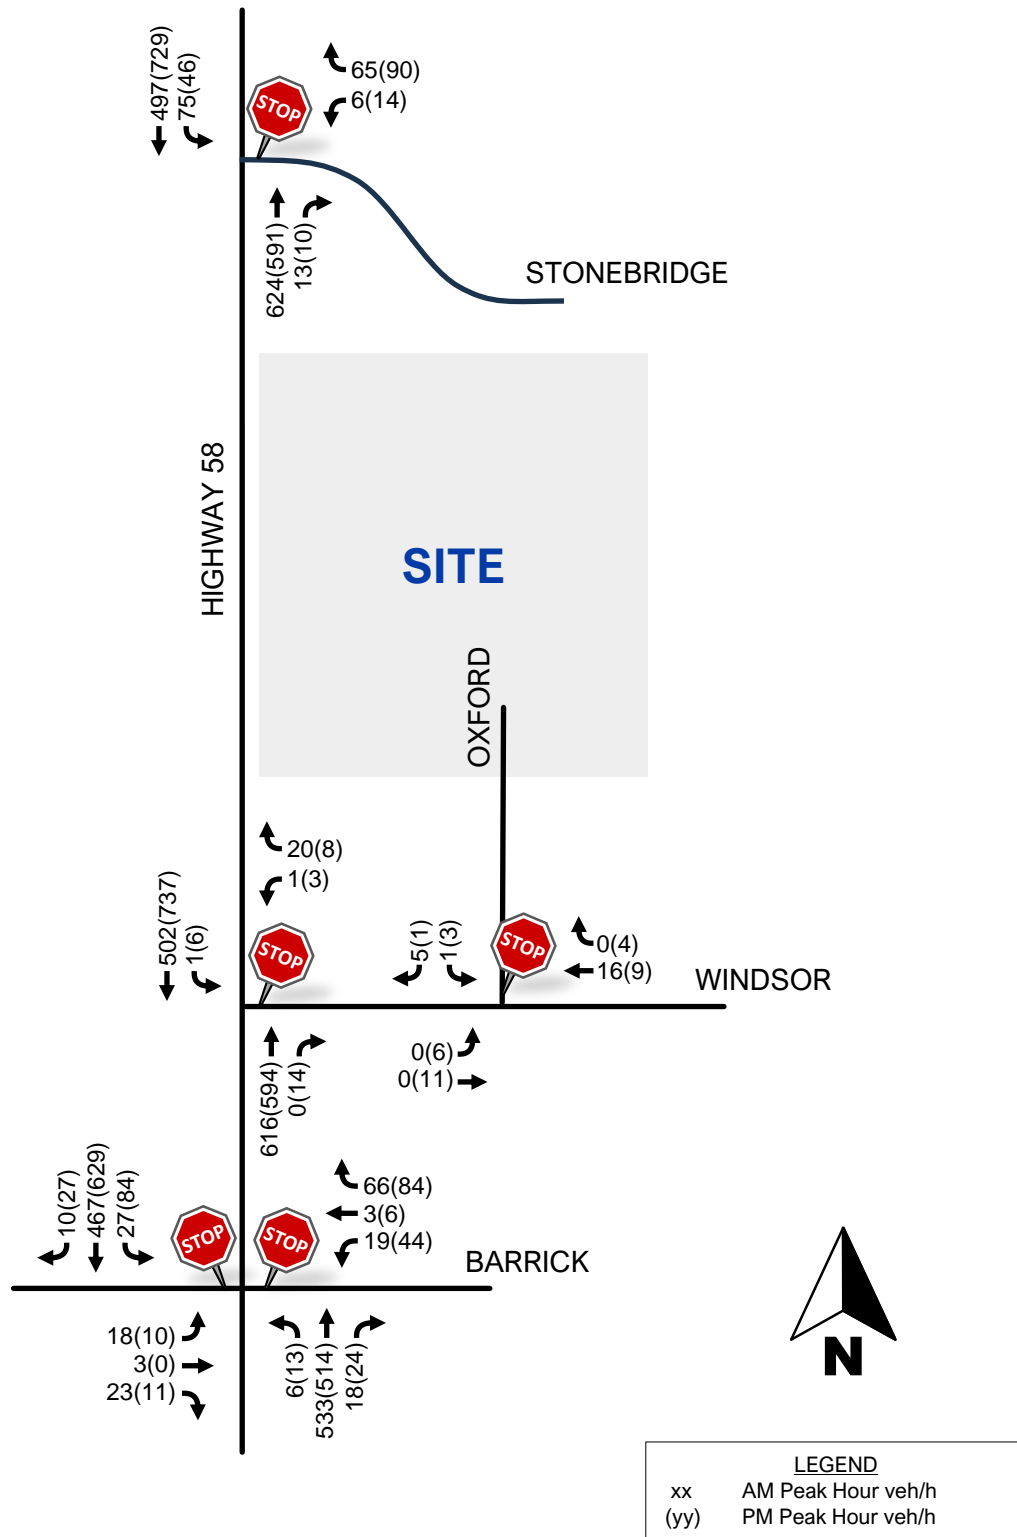 497(729)
75(46)
STOP
65(90)
6(14)
624(591)
13(10)
STONEBRIDGE
HIGHWAY 58
SITE
OXFORD
20(8)
1(3)
502(737)
1(6)
STOP
5(1)
1(3)
STOP
0(4)
16(9)
WINDSOR
616(594)
0(14)
0(6)
0(11)
10(27)
467(629)
27(84)
STOP
STOP
66(84)
3(6)
19(44)
BARRICK
18(10)
3(0)
23(11)
6(13)
533(514)
18(24)
N
LEGEND
xx AM Peak Hour veh/h
(yy) PM Peak Hour veh/h